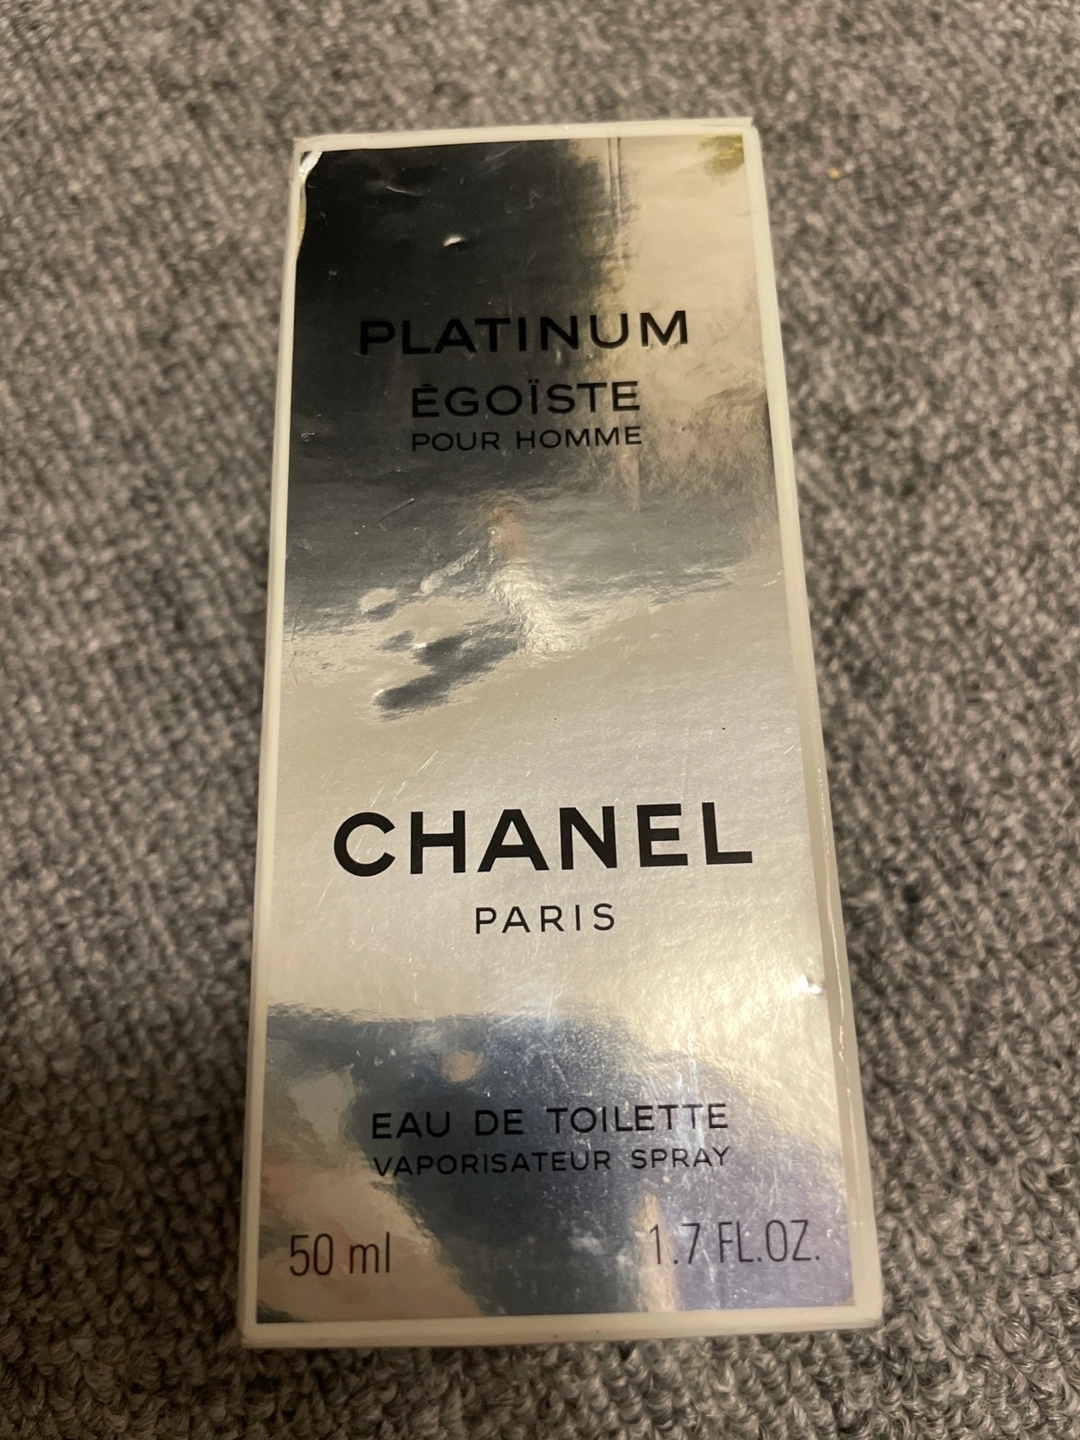 PLATINUM
ÉGOÏSTE
POUR HOMME
CHANEL
PARIS
EAU DE TOILETTE
VAPORISATEUR SPRAY
50 ml 1.7 FL.OZ.